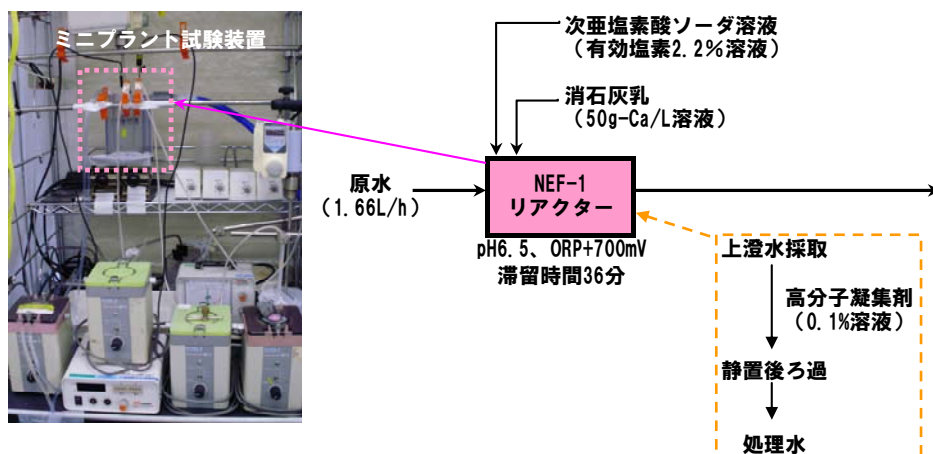 ミニプラント試験装置
次亜塩素酸ソーダ溶液
（有効塩素2.2%溶液）
消石灰乳
（50g-Ca/L溶液）
原水
（1.66L/h）
NEF-1
リアクター
pH6.5、ORP+700mV
滞留時間36分
上澄水採取
高分子凝集剤
（0.1%溶液）
静置後ろ過
処理水